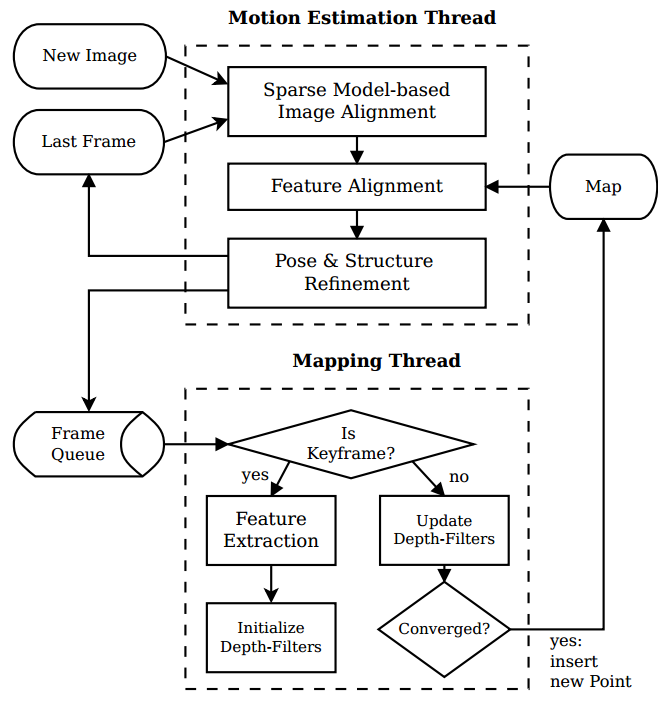 Motion Estimation Thread
New Image
Last Frame
Sparse Model-based
Image Alignment
Feature Alignment
Map
Pose & Structure
Refinement
Mapping Thread
Frame
Queue
Is
Keyframe?
yes
no
Feature
Extraction
Update
Depth-Filters
Initialize
Depth-Filters
Converged?
yes:
insert
new Point